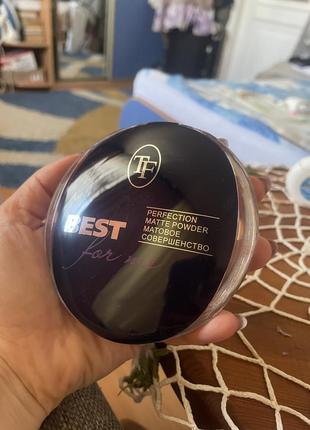 TF
BEST
for
PERFECTION
MATTE POWDER
МАТОВОЕ
СОВЕРШЕНСТВО